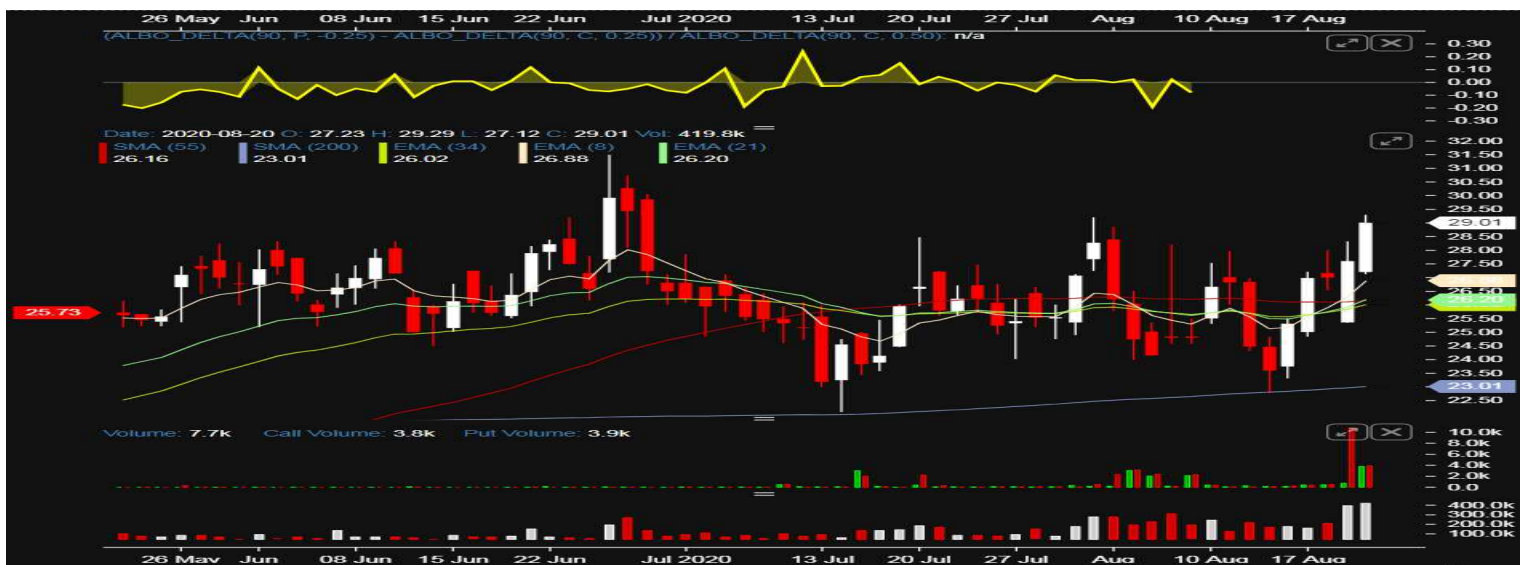 26 May Jun 08 Jun 15 Jun 22 Jun Jul 2020 13 Jul 20 Jul 27 Jul Aug 10 Aug 17 Aug
(ALBO_DELTA(90, P, -0.25) - ALBO_DELTA(90, C, 0.25)) / ALBO_DELTA(90, C, 0.50): n/a
0.30
0.20
0.10
0.00
-0.10
-0.20
-0.30
Date: 2020-08-20 O: 27.23 H: 29.29 L: 27.12 C: 29.01 Vol: 419.8k
SMA (55) SMA (200) EMA (34) EMA (8) EMA (21)
26.16 23.01 26.02 26.88 26.20
32.00
31.50
31.00
30.50
30.00
29.50
29.01
28.50
28.00
27.50
26.50
26.20
25.73
25.50
25.00
24.50
24.00
23.50
23.01
22.50
Volume: 7.7k Call Volume: 3.8k Put Volume: 3.9k
10.0k
8.0k
6.0k
4.0k
2.0k
0.0
400.0k
300.0k
200.0k
100.0k
26 May Jun 08 Jun 15 Jun 22 Jun Jul 2020 13 Jul 20 Jul 27 Jul Aug 10 Aug 17 Aug